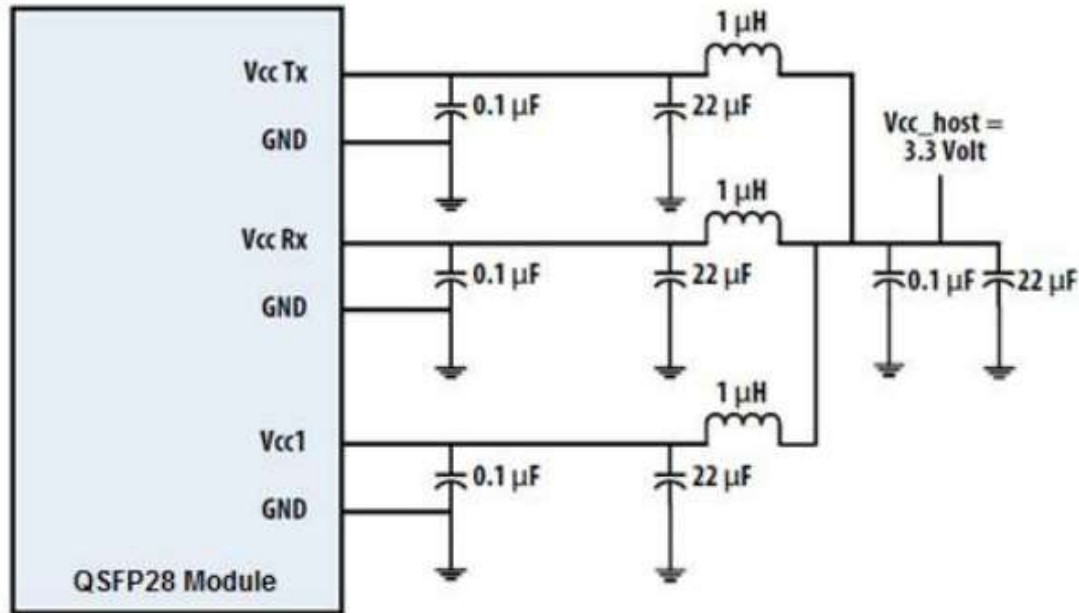 1 μH
Vcc Tx
0.1 μF
22 μF
GND
Vcc_host =
3.3 Volt
1 μH
Vcc Rx
0.1 μF
22 μF
0.1 μF
22 μF
GND
1 μH
Vcc1
0.1 μF
22 μF
GND
QSFP28 Module